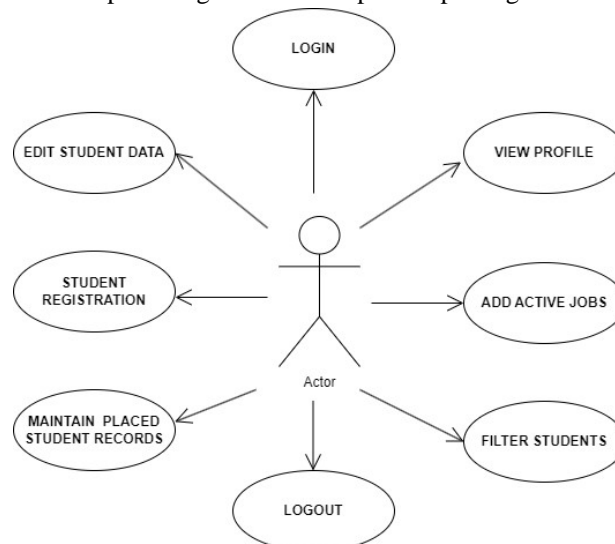 LOGIN
EDIT STUDENT DATA
VIEW PROFILE
STUDENT
REGISTRATION
ADD ACTIVE JOBS
Actor
MAINTAIN PLACED
STUDENT RECORDS
FILTER STUDENTS
LOGOUT